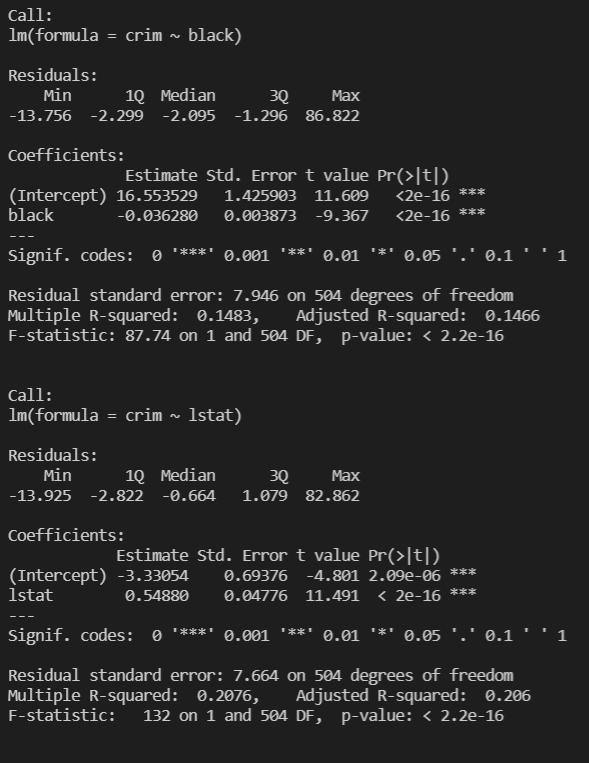 Call:
lm(formula = crim ~ black)
Residuals:
    Min      1Q  Median      3Q     Max
-13.756  -2.299  -2.095  -1.296  86.822
Coefficients:
             Estimate Std. Error t value Pr(>|t|)
(Intercept) 16.553529   1.425903  11.609   <2e-16 ***
black       -0.036280   0.003873  -9.367   <2e-16 ***
---
Signif. codes:  0 '***' 0.001 '**' 0.01 '*' 0.05 '.' 0.1 ' ' 1
Residual standard error: 7.946 on 504 degrees of freedom
Multiple R-squared:  0.1483,    Adjusted R-squared:  0.1466
F-statistic: 87.74 on 1 and 504 DF,  p-value: < 2.2e-16
Call:
lm(formula = crim ~ lstat)
Residuals:
    Min      1Q  Median      3Q     Max
-13.925  -2.822  -0.664   1.079  82.862
Coefficients:
            Estimate Std. Error t value Pr(>|t|)
(Intercept) -3.33054    0.69376  -4.801 2.09e-06 ***
lstat        0.54880    0.04776  11.491  < 2e-16 ***
---
Signif. codes:  0 '***' 0.001 '**' 0.01 '*' 0.05 '.' 0.1 ' ' 1
Residual standard error: 7.664 on 504 degrees of freedom
Multiple R-squared:  0.2076,    Adjusted R-squared:  0.206
F-statistic:   132 on 1 and 504 DF,  p-value: < 2.2e-16